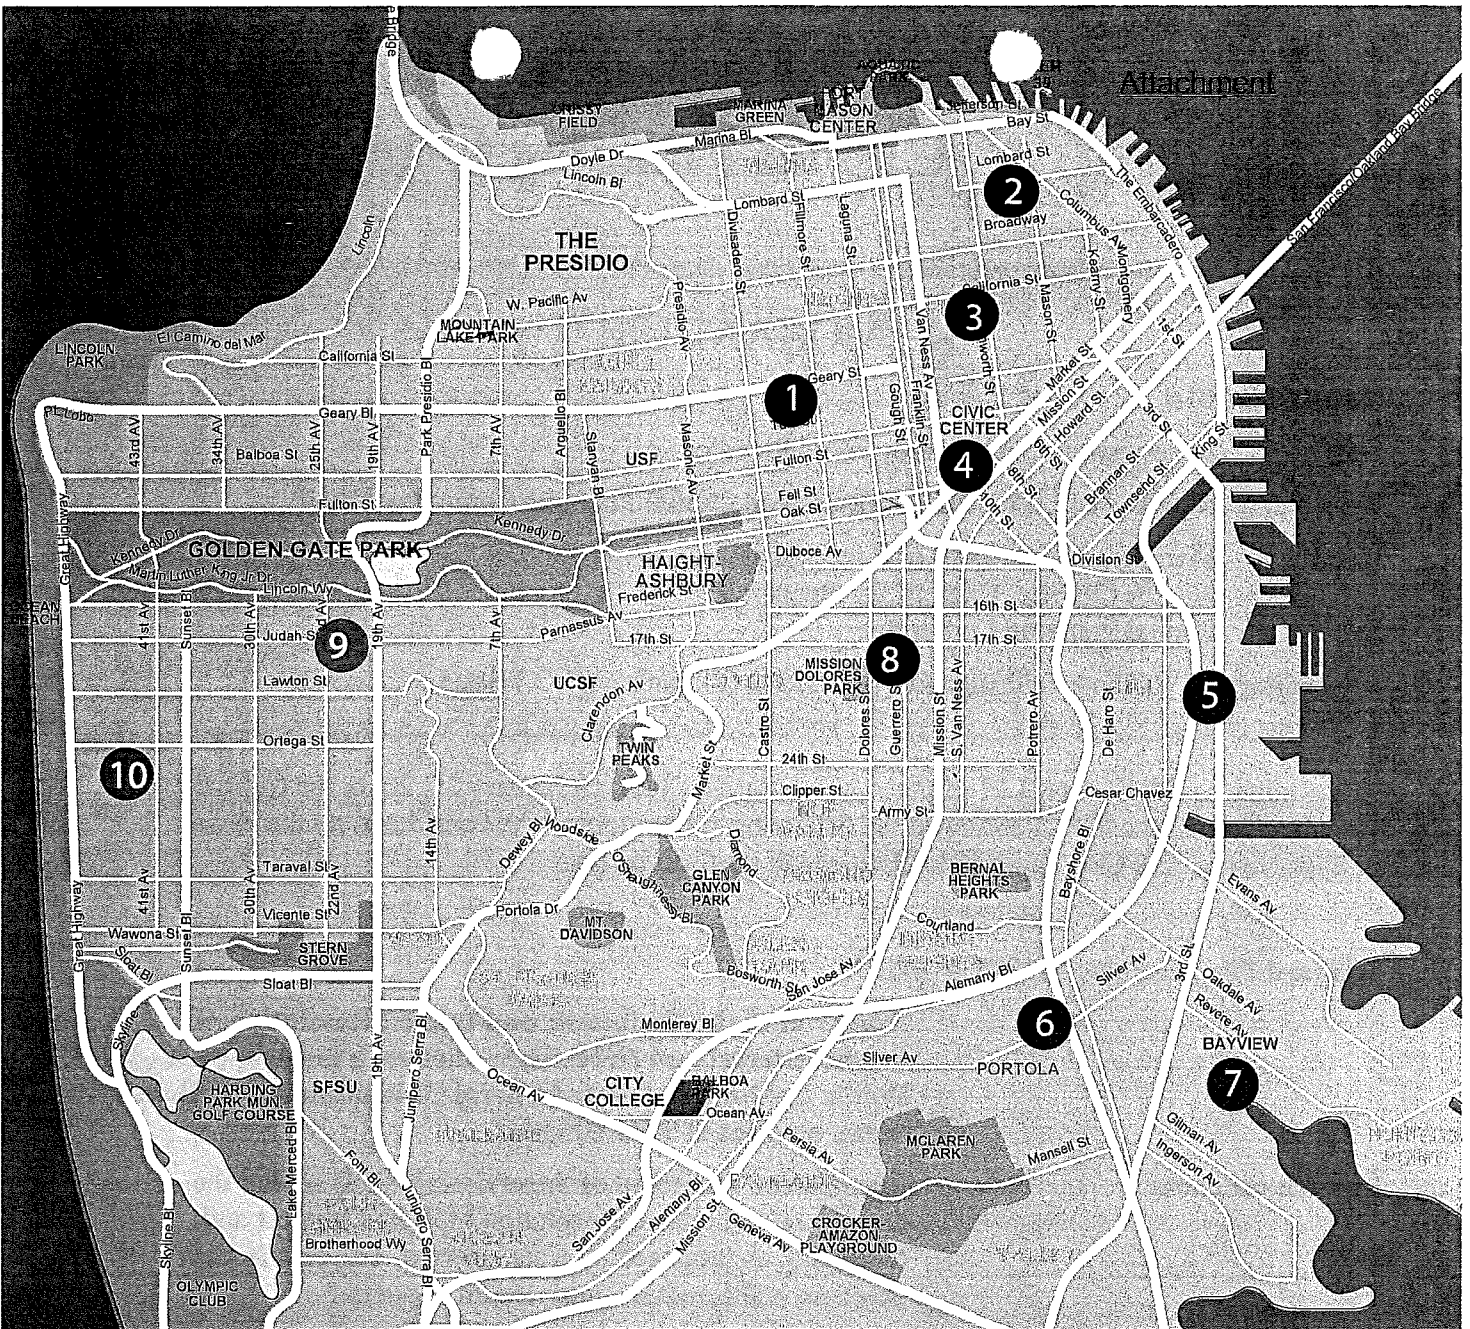 Attachment
CRISSY
FIELD
MARINA
GREEN
FORT
MASON
CENTER
Jefferson St
Bay St
Marina Bl
Doyle Dr
Lincoln Bl
Lombard St
Lombard St
2
Broadway
Columbus Av
The Embarcadero
San Francisco/Oakland Bay Bridge
Lincoln
THE
PRESIDIO
Divisadero St
Fillmore St
Laguna St
Kearny St
Montgomery
W. Pacific Av
Presidio Av
California St
3
Mason St
Van Ness Av
1st St
MOUNTAIN
LAKE PARK
El Camino del Mar
LINCOLN
PARK
California St
Park Presidio Bl
Geary St
1
Market St
Mission St
Howard St
3rd St
King St
Pt. Lobo
Geary Bl
43rd AV
34th AV
25th AV
19th AV
7th AV
Arguello Bl
Stanyan Bl
Masonic Av
Gough St
Franklin St
CIVIC
CENTER
4
6th St
8th St
10th St
Brannan St
Townsend St
Balboa St
USF
Fulton St
Fulton St
Fell St
Oak St
Great Highway
Kennedy Dr
Kennedy Dr
GOLDEN GATE PARK
Martin Luther King Jr Dr
Lincoln Wy
HAIGHT-
ASHBURY
Duboce Av
Division St
Frederick St
OCEAN
BEACH
41st AV
Sunset Bl
30th AV
Judah St
9
19th AV
7th AV
Parnassus Av
17th St
16th St
17th St
8
MISSION
DOLORES
PARK
UCSF
Clarendon Av
Lawton St
5
TWIN
PEAKS
Market St
Castro St
Dolores St
Guerrero St
Mission St
S. Van Ness Av
Potrero Av
De Haro St
Ortega St
10
24th St
Clipper St
Army St
Cesar Chavez
Dewey Bl
Woodside
O'Shaughnessy Bl
Diamond
14th Av
Bayshore Bl
Taraval St
41st Av
30th Av
22nd Av
GLEN
CANYON
PARK
BERNAL
HEIGHTS
PARK
Evans Av
Portola Dr
MT.
DAVIDSON
Vicente St
Wawona St
STERN
GROVE
Courtland
Great Highway
Sunset Bl
Sloat Bl
Sloat Bl
Bosworth St
San Jose Av
Alemany Bl
Silver Av
3rd St
Oakdale Av
Revere Av
Skyline
Monterey Bl
6
BAYVIEW
7
Silver Av
PORTOLA
19th Av
Junipero Serra Bl
Ocean Av
CITY
COLLEGE
BALBOA
PARK
Ocean Av
HARDING
PARK MUN
GOLF COURSE
SFSU
Lake Merced Bl
Font Bl
Persia Av
MCLAREN
PARK
Mansell St
Gilman Av
Ingerson Av
Skyline Bl
Brotherhood Wy
Junipero Serra Bl
San Jose Av
Alemany Bl
Mission St
Geneva Av
CROCKER-
AMAZON
PLAYGROUND
OLYMPIC
CLUB